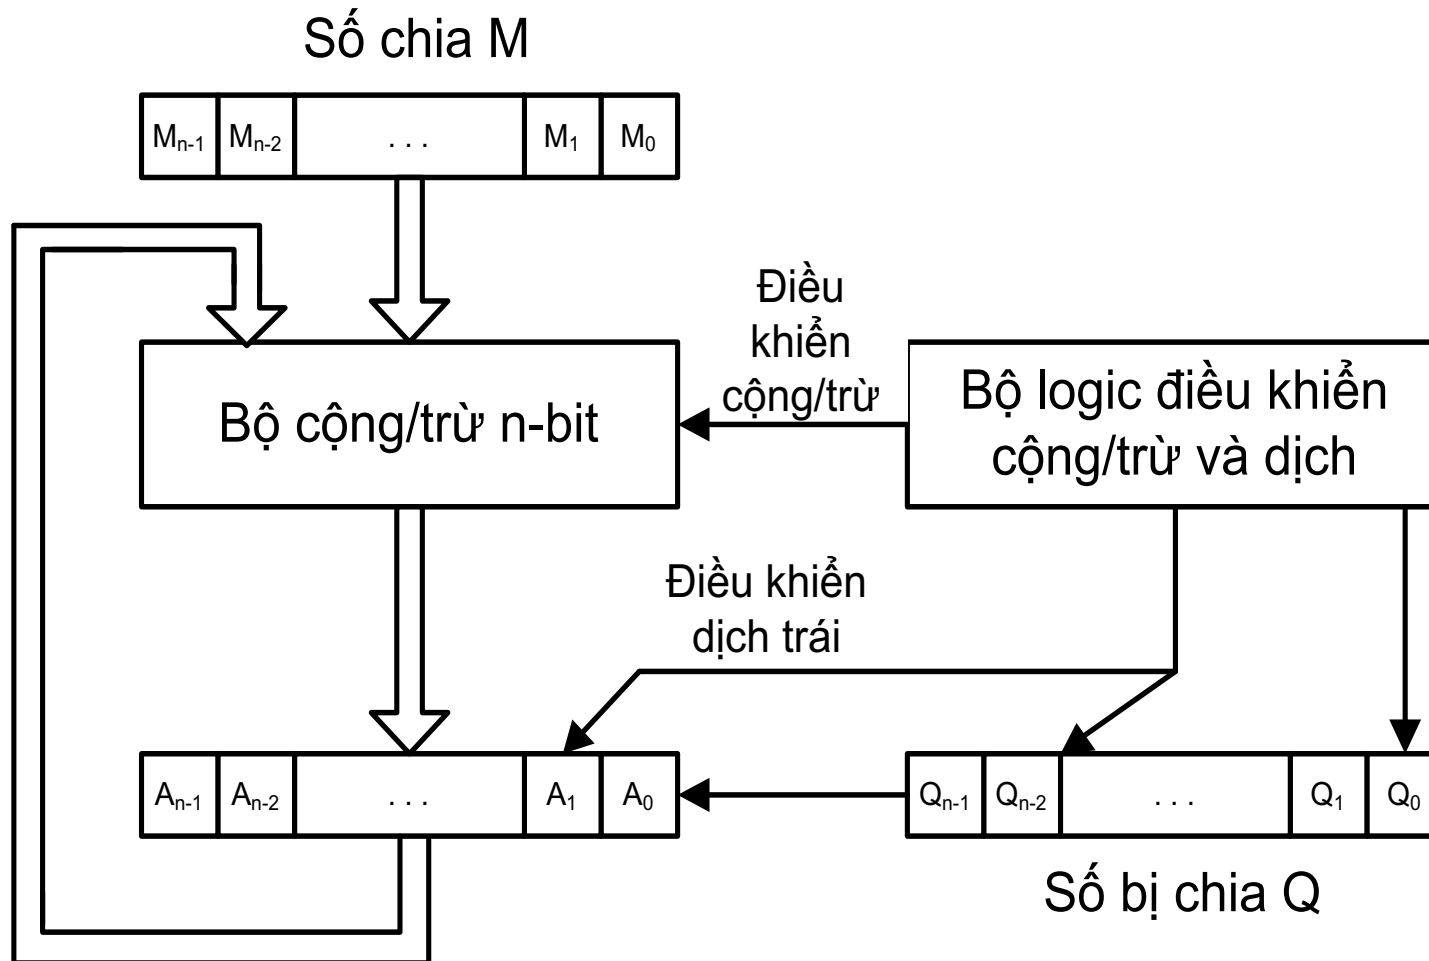 Số chia M
Mn-1 Mn-2 . . . M1 M0
Điều
khiển
cộng/trừ
Bộ cộng/trừ n-bit
Bộ logic điều khiển
cộng/trừ và dịch
Điều khiển
dịch trái
An-1 An-2 . . . A1 A0
Qn-1 Qn-2 . . . Q1 Q0
Số bị chia Q